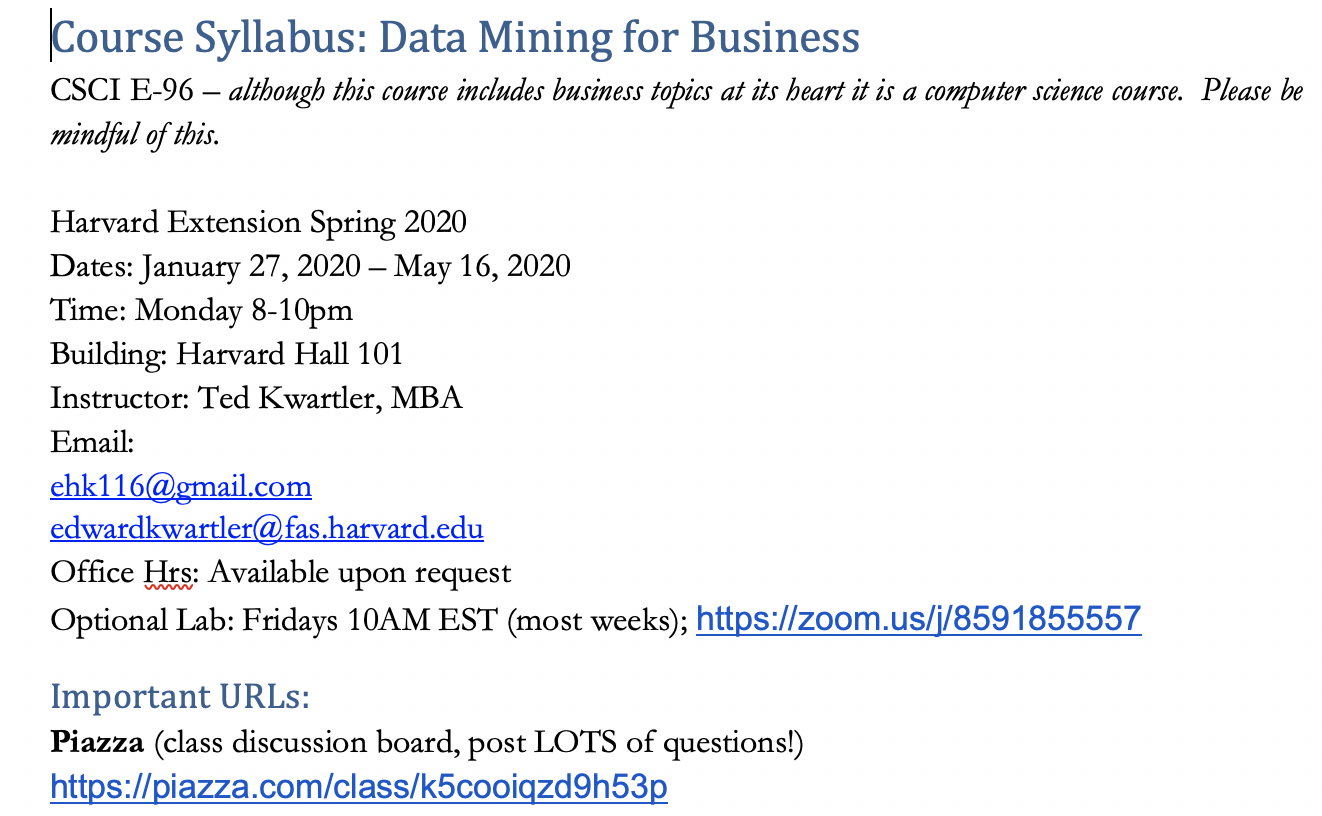 Course Syllabus: Data Mining for Business
CSCI E-96 – although this course includes business topics at its heart it is a computer science course.  Please be
mindful of this.
Harvard Extension Spring 2020
Dates: January 27, 2020 – May 16, 2020
Time: Monday 8-10pm
Building: Harvard Hall 101
Instructor: Ted Kwartler, MBA
Email:
ehk116@gmail.com
edwardkwartler@fas.harvard.edu
Office Hrs: Available upon request
Optional Lab: Fridays 10AM EST (most weeks); https://zoom.us/j/8591855557
Important URLs:
Piazza (class discussion board, post LOTS of questions!)
https://piazza.com/class/k5cooiqzd9h53p